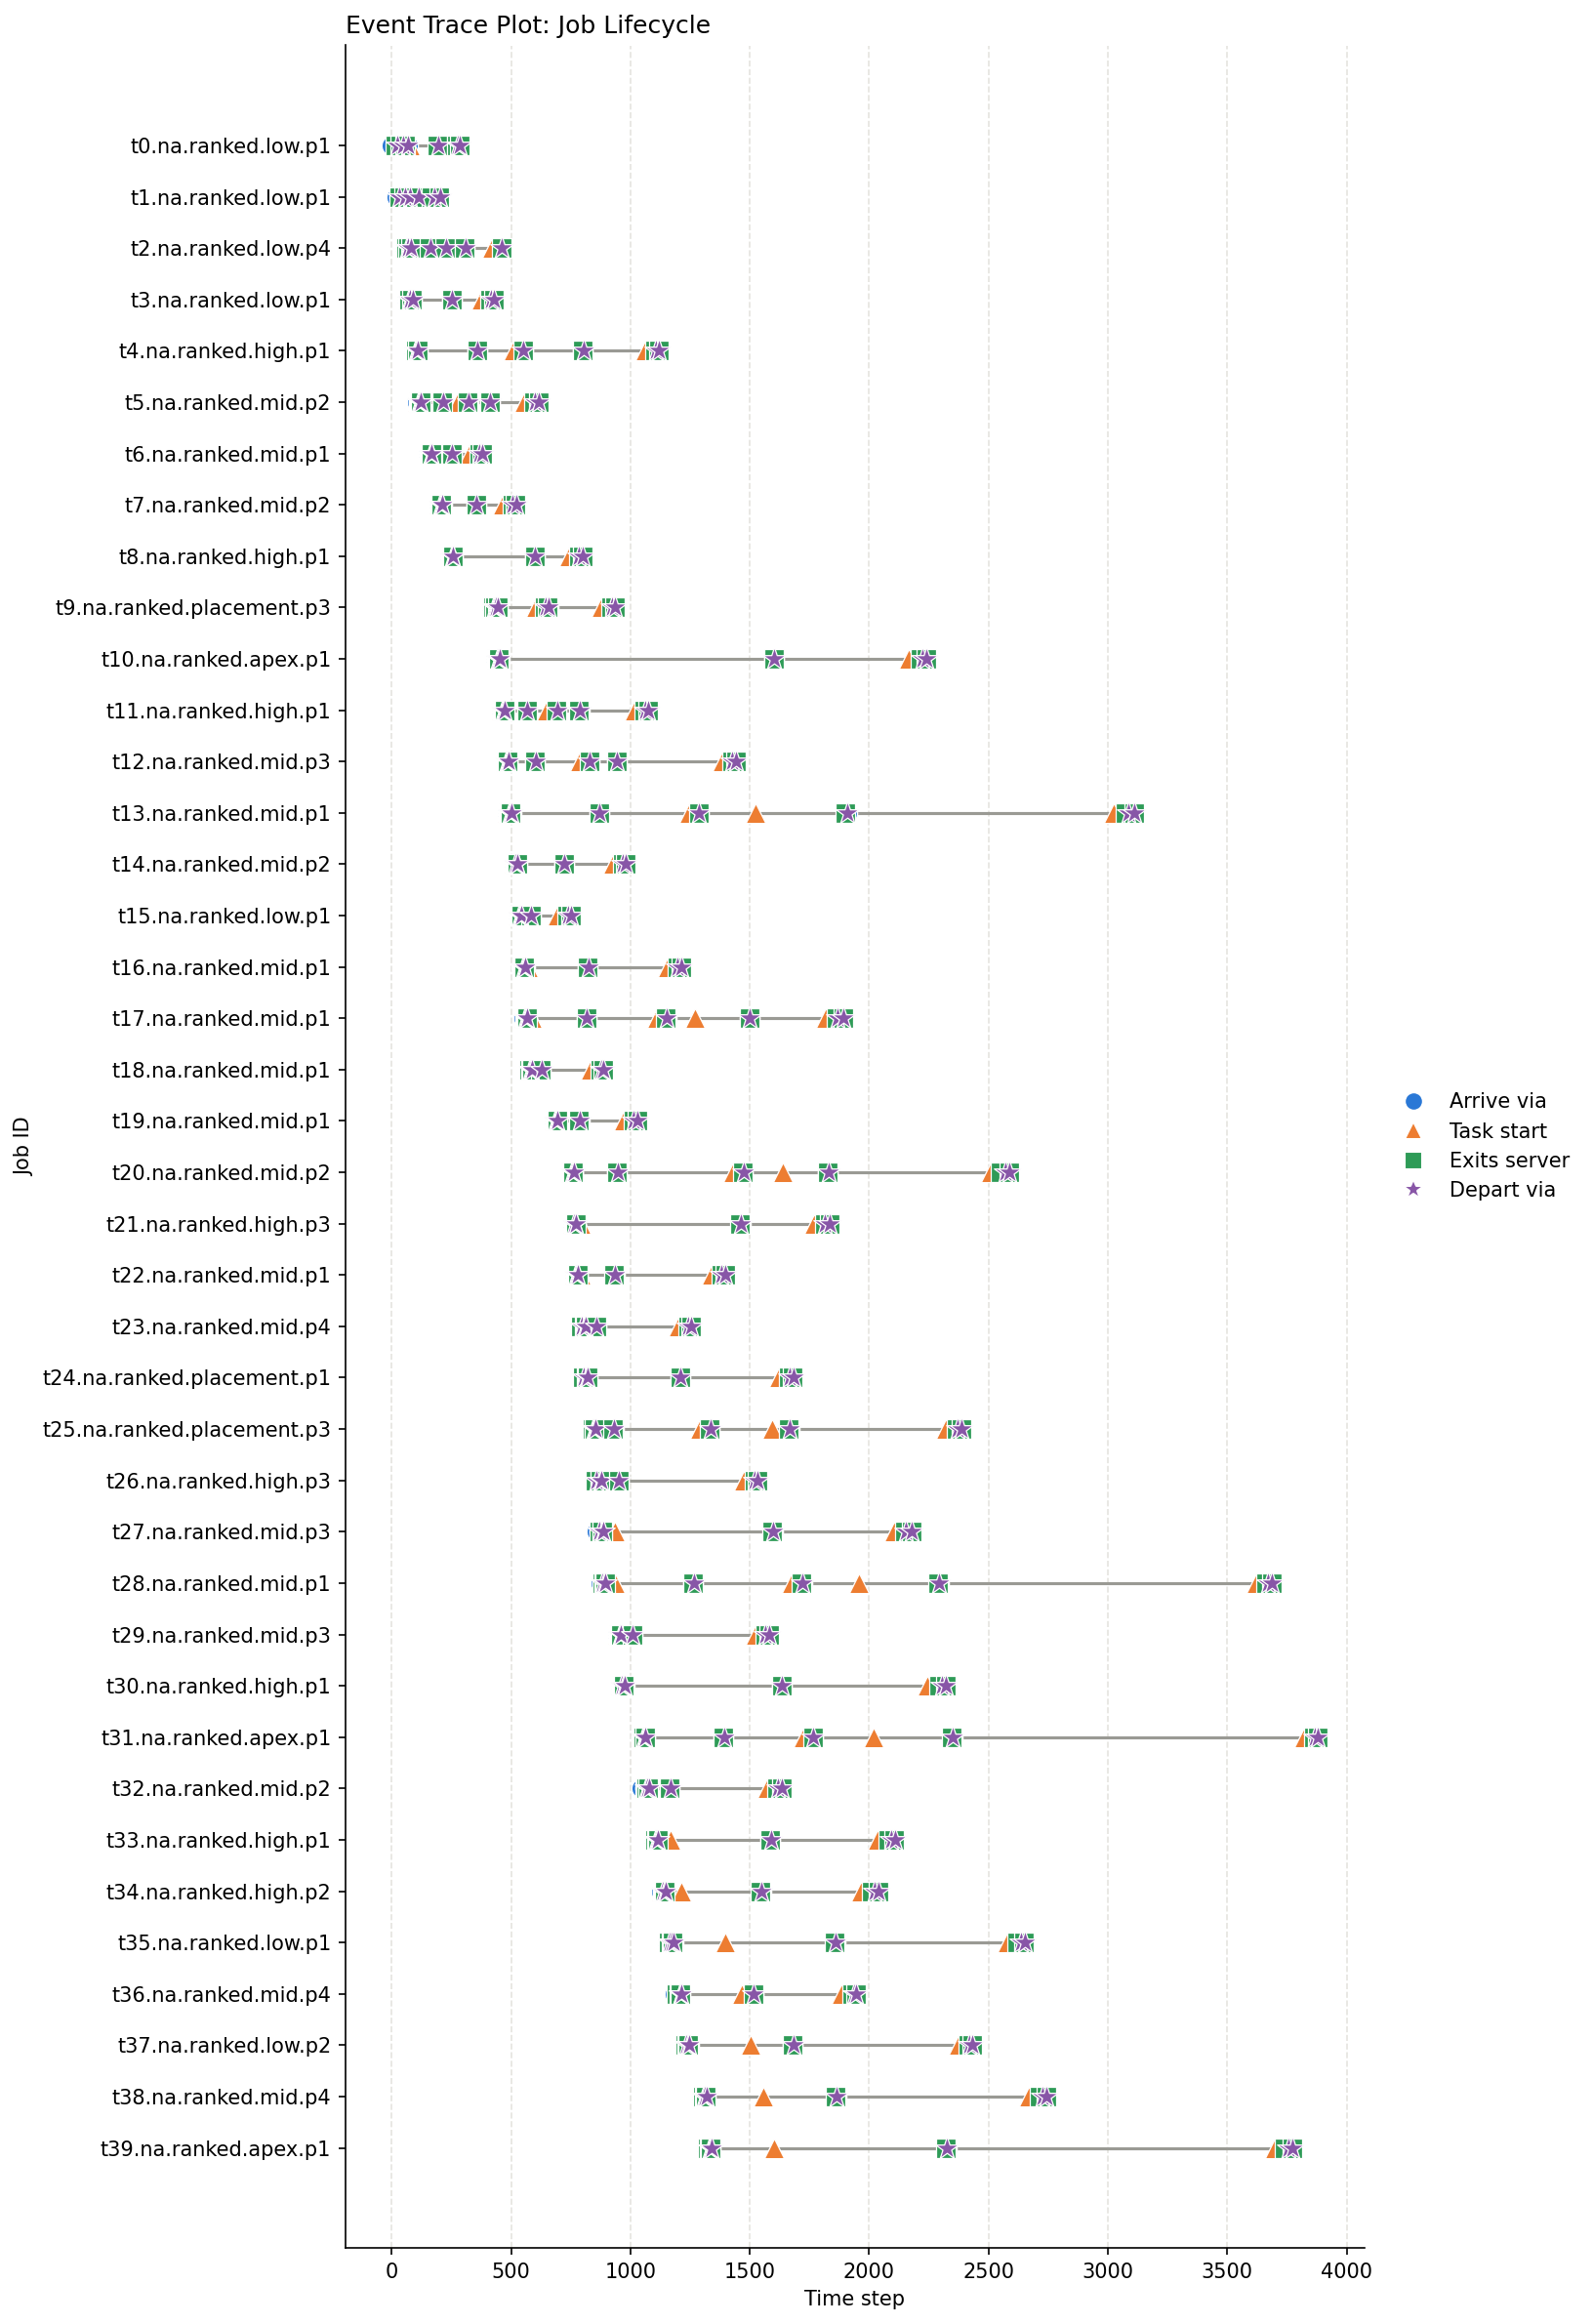 Event Trace Plot: Job Lifecycle
t0.na.ranked.low.p1
t1.na.ranked.low.p1
t2.na.ranked.low.p4
t3.na.ranked.low.p1
t4.na.ranked.high.p1
t5.na.ranked.mid.p2
t6.na.ranked.mid.p1
t7.na.ranked.mid.p2
t8.na.ranked.high.p1
t9.na.ranked.placement.p3
t10.na.ranked.apex.p1
t11.na.ranked.high.p1
t12.na.ranked.mid.p3
t13.na.ranked.mid.p1
t14.na.ranked.mid.p2
t15.na.ranked.low.p1
t16.na.ranked.mid.p1
t17.na.ranked.mid.p1
t18.na.ranked.mid.p1
t19.na.ranked.mid.p1
t20.na.ranked.mid.p2
t21.na.ranked.high.p3
t22.na.ranked.mid.p1
t23.na.ranked.mid.p4
t24.na.ranked.placement.p1
t25.na.ranked.placement.p3
t26.na.ranked.high.p3
t27.na.ranked.mid.p3
t28.na.ranked.mid.p1
t29.na.ranked.mid.p3
t30.na.ranked.high.p1
t31.na.ranked.apex.p1
t32.na.ranked.mid.p2
t33.na.ranked.high.p1
t34.na.ranked.high.p2
t35.na.ranked.low.p1
t36.na.ranked.mid.p4
t37.na.ranked.low.p2
t38.na.ranked.mid.p4
t39.na.ranked.apex.p1
Job ID
0 500 1000 1500 2000 2500 3000 3500 4000
Time step
Arrive via
Task start
Exits server
Depart via